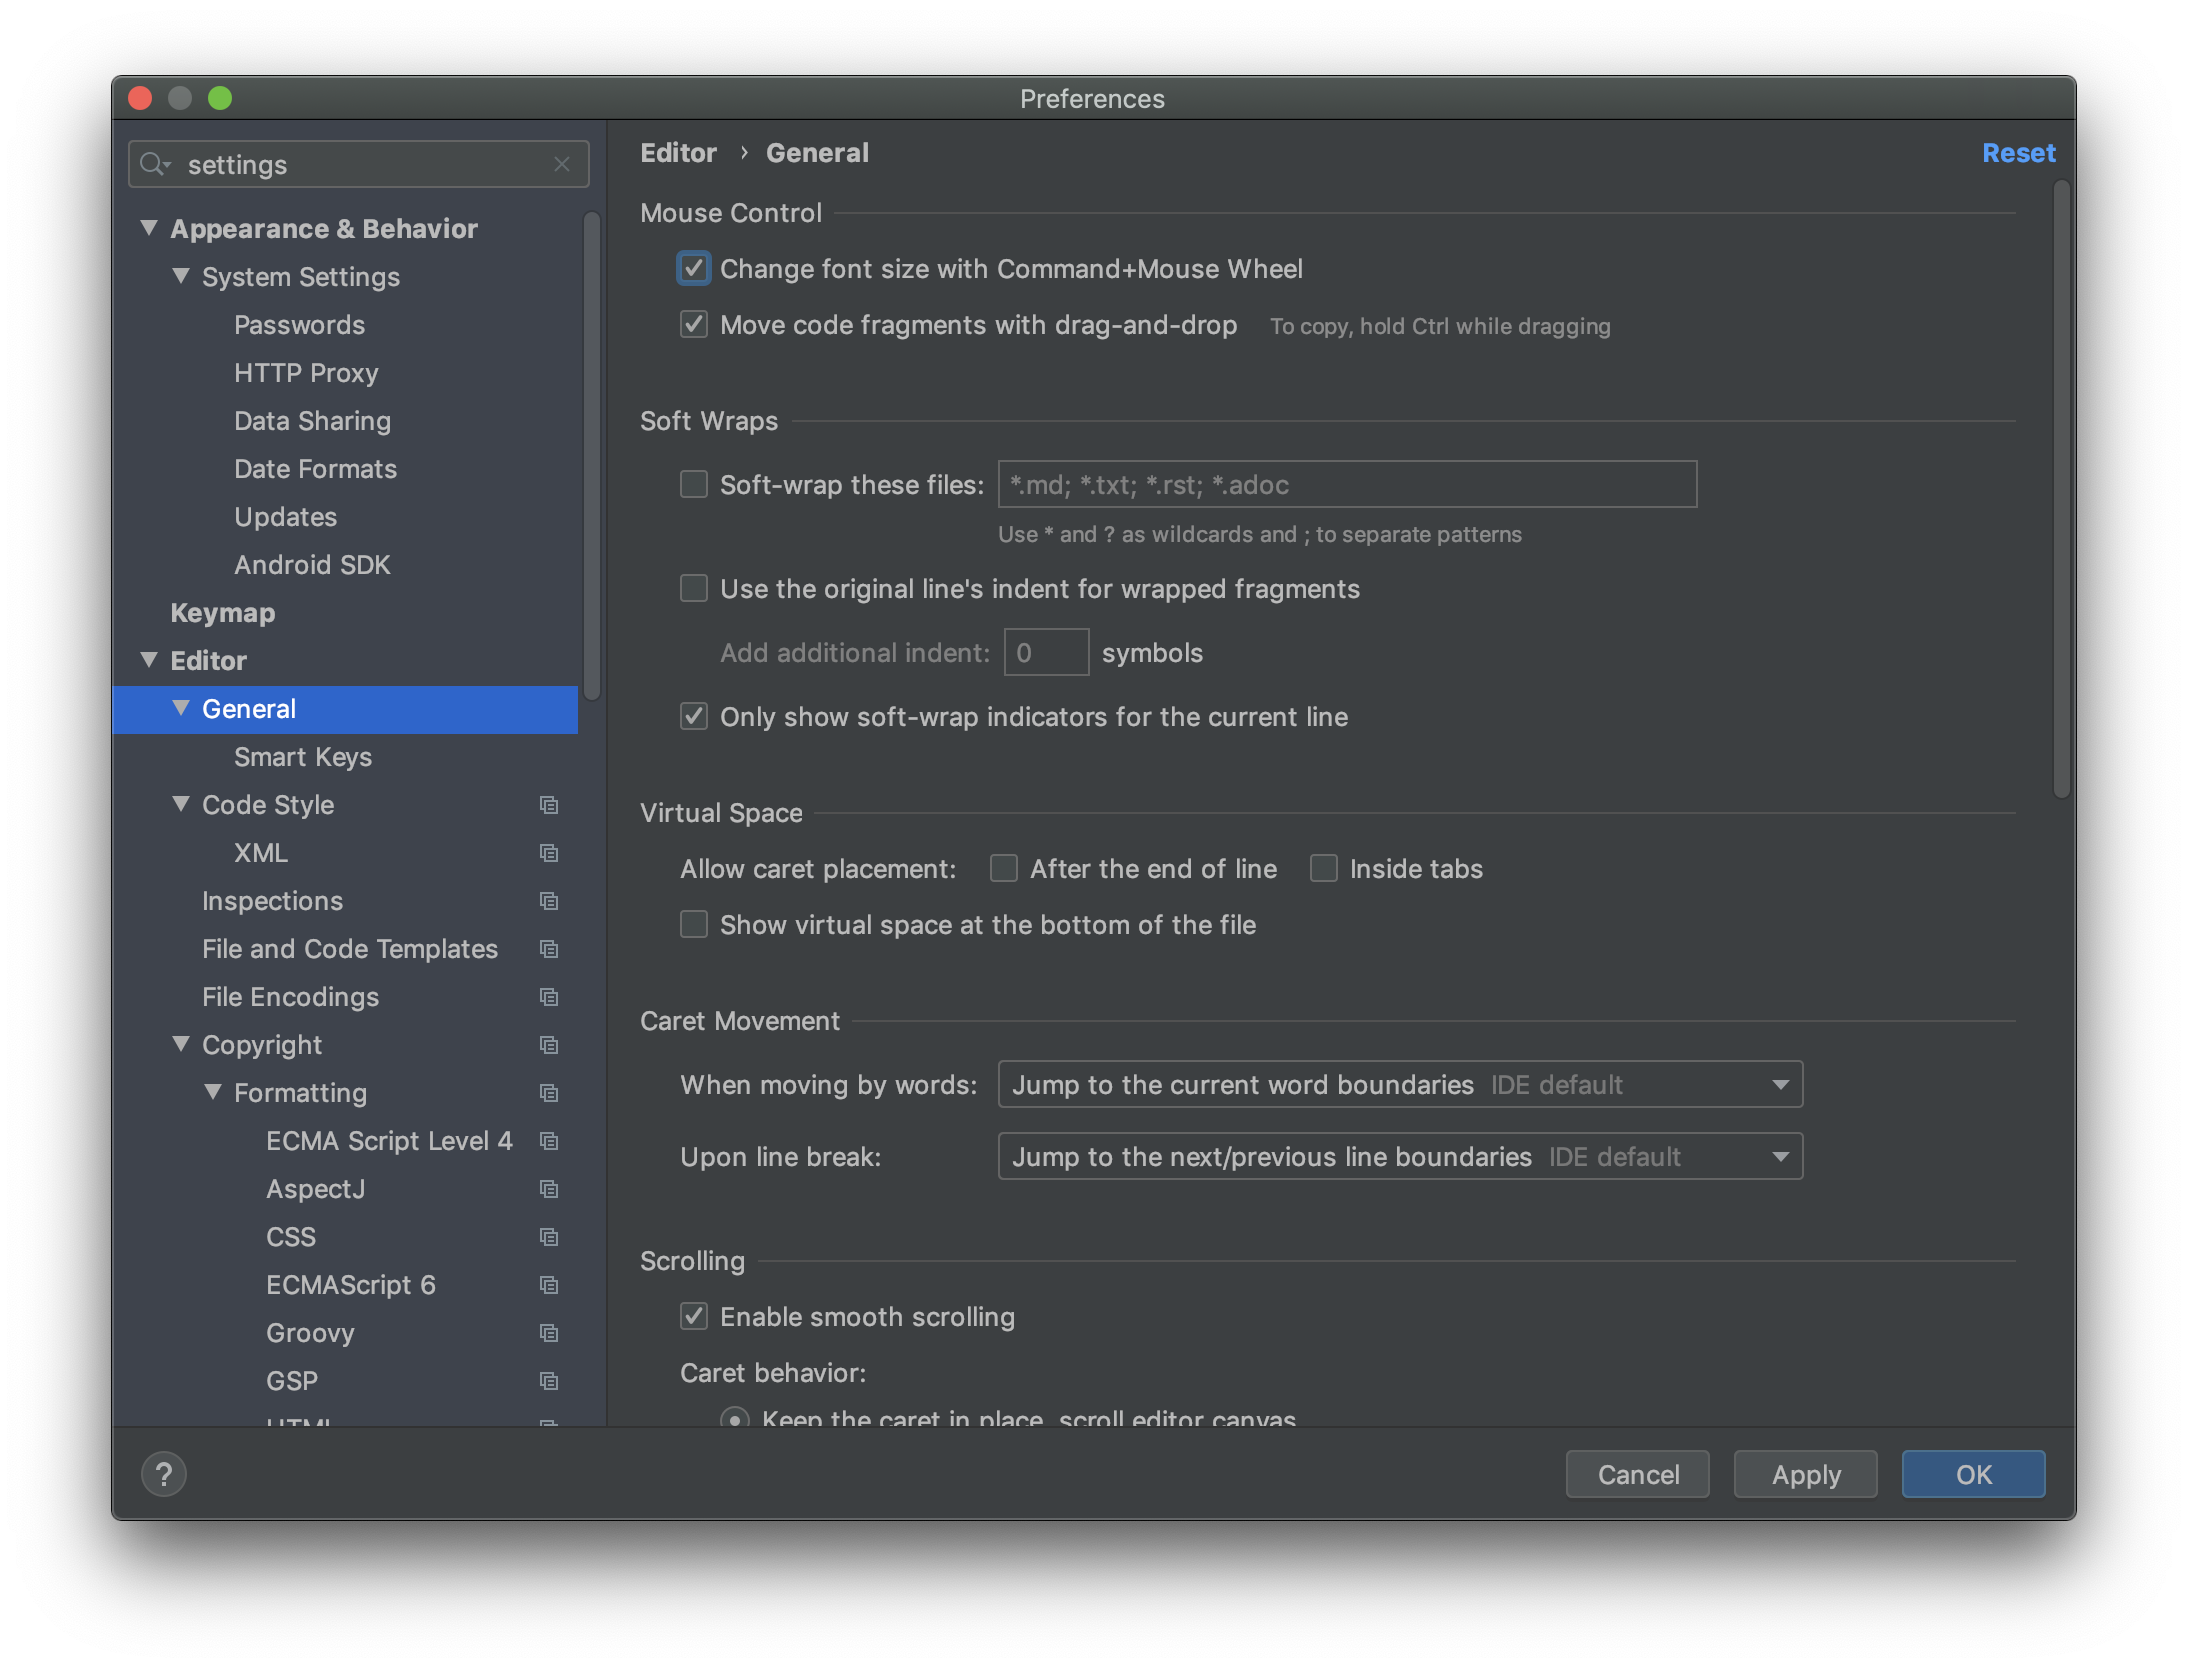 Preferences
settings
Appearance & Behavior
System Settings
Passwords
HTTP Proxy
Data Sharing
Date Formats
Updates
Android SDK
Keymap
Editor
General
Smart Keys
Code Style
XML
Inspections
File and Code Templates
File Encodings
Copyright
Formatting
ECMA Script Level 4
AspectJ
CSS
ECMAScript 6
Groovy
GSP
HTML
Editor › General
Reset
Mouse Control
Change font size with Command+Mouse Wheel
Move code fragments with drag-and-drop To copy, hold Ctrl while dragging
Soft Wraps
Soft-wrap these files: *.md; *.txt; *.rst; *.adoc
Use * and ? as wildcards and ; to separate patterns
Use the original line's indent for wrapped fragments
Add additional indent: 0 symbols
Only show soft-wrap indicators for the current line
Virtual Space
Allow caret placement: After the end of line Inside tabs
Show virtual space at the bottom of the file
Caret Movement
When moving by words: Jump to the current word boundaries IDE default
Upon line break: Jump to the next/previous line boundaries IDE default
Scrolling
Enable smooth scrolling
Caret behavior:
Keep the caret in place, scroll editor canvas
?
Cancel
Apply
OK